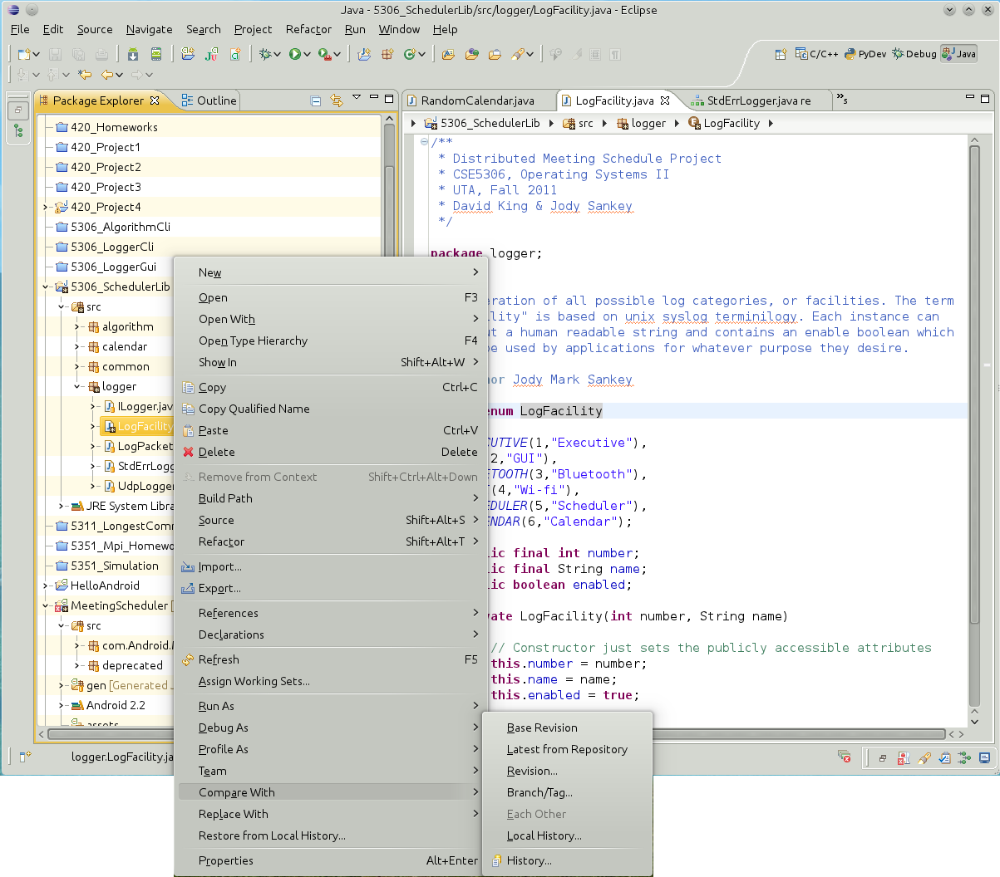 Java - 5306_SchedulerLib/src/logger/LogFacility.java - Eclipse
File Edit Source Navigate Search Project Refactor Run Window Help
C/C++ PyDev Debug Java
Package Explorer Outline
420_Homeworks
420_Project1
420_Project2
420_Project3
420_Project4
5306_AlgorithmCli
5306_LoggerCli
5306_LoggerGui
5306_SchedulerLib
src
algorithm
calendar
common
logger
ILogger.jav
LogFacility
LogPacket
StdErrLogg
UdpLogger
JRE System Libra
5311_LongestComm
5351_Mpi_Homewo
5351_Simulation
HelloAndroid
MeetingScheduler [
src
com.Android.M
deprecated
gen [Generated J
Android 2.2
assets
logger.LogFacility.ja
RandomCalendar.java LogFacility.java StdErrLogger.java re »5
5306_SchedulerLib src logger LogFacility
/**
* Distributed Meeting Schedule Project
* CSE5306, Operating Systems II
* UTA, Fall 2011
* David King & Jody Sankey
*/
package logger;
eration of all possible log categories, or facilities. The term
ility" is based on unix syslog terminilogy. Each instance can
ut a human readable string and contains an enable boolean which
be used by applications for whatever purpose they desire.
or Jody Mark Sankey
enum LogFacility
CUTIVE(1,"Executive"),
2,"GUI"),
ETOOTH(3,"Bluetooth"),
(4,"Wi-fi"),
EDULER(5,"Scheduler"),
ENDAR(6,"Calendar");
lic final int number;
lic final String name;
lic boolean enabled;
vate LogFacility(int number, String name)
// Constructor just sets the publicly accessible attributes
this.number = number;
this.name = name;
this.enabled = true;
New
Open F3
Open With
Open Type Hierarchy F4
Show In Shift+Alt+W
Copy Ctrl+C
Copy Qualified Name
Paste Ctrl+V
Delete Delete
Remove from Context Shift+Ctrl+Alt+Down
Build Path
Source Shift+Alt+S
Refactor Shift+Alt+T
Import...
Export...
References
Declarations
Refresh F5
Assign Working Sets...
Run As
Debug As
Profile As
Team
Compare With
Replace With
Restore from Local History...
Properties Alt+Enter
Base Revision
Latest from Repository
Revision...
Branch/Tag...
Each Other
Local History...
History...